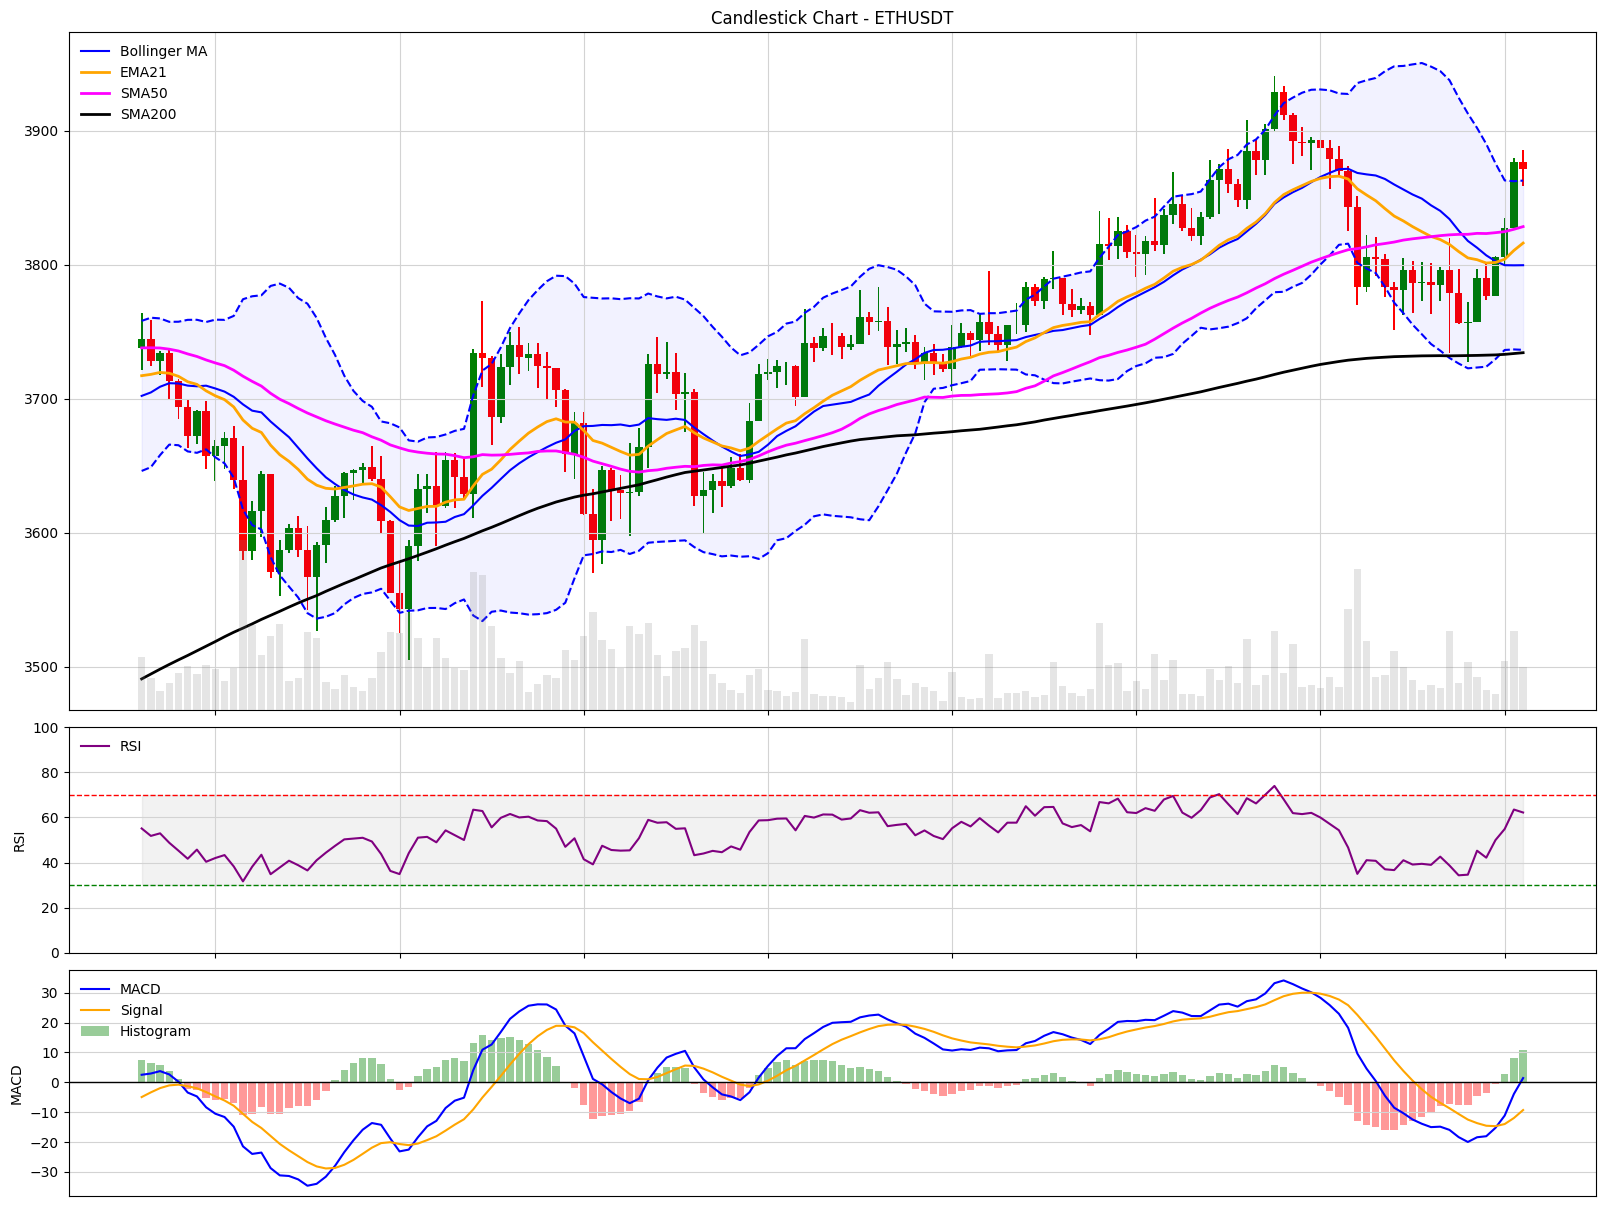 Candlestick Chart - ETHUSDT
Bollinger MA
EMA21
SMA50
SMA200
3900
3800
3700
3600
3500
RSI
100
80
60
40
20
0
RSI
MACD
Signal
Histogram
30
20
10
0
−10
−20
−30
MACD